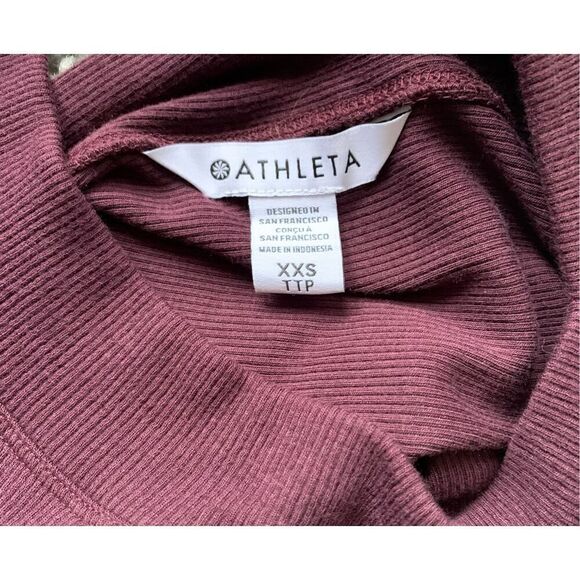 ATHLETA
DESIGNED IN
SAN FRANCISCO
CONÇU À
SAN FRANCISCO
MADE IN INDONESIA
XXS
TTP